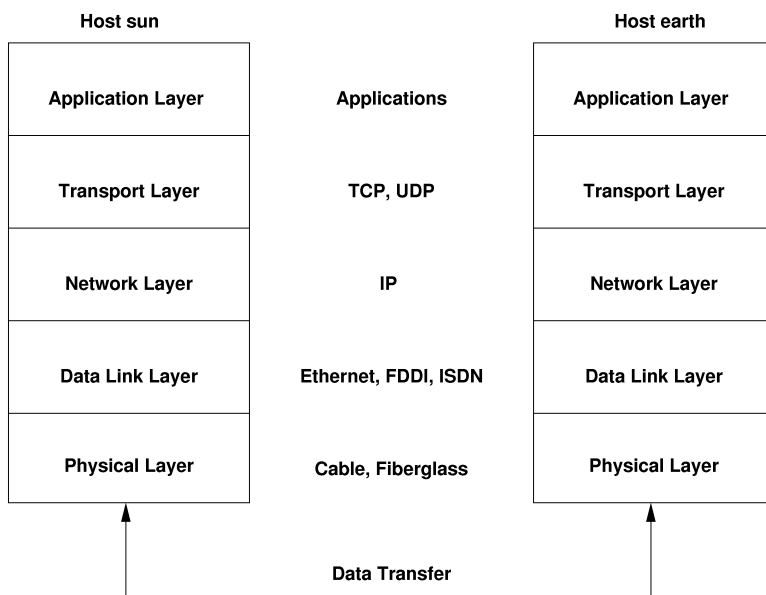 Host sun
Host earth
Application Layer
Applications
Application Layer
Transport Layer
TCP, UDP
Transport Layer
Network Layer
IP
Network Layer
Data Link Layer
Ethernet, FDDI, ISDN
Data Link Layer
Physical Layer
Cable, Fiberglass
Physical Layer
Data Transfer